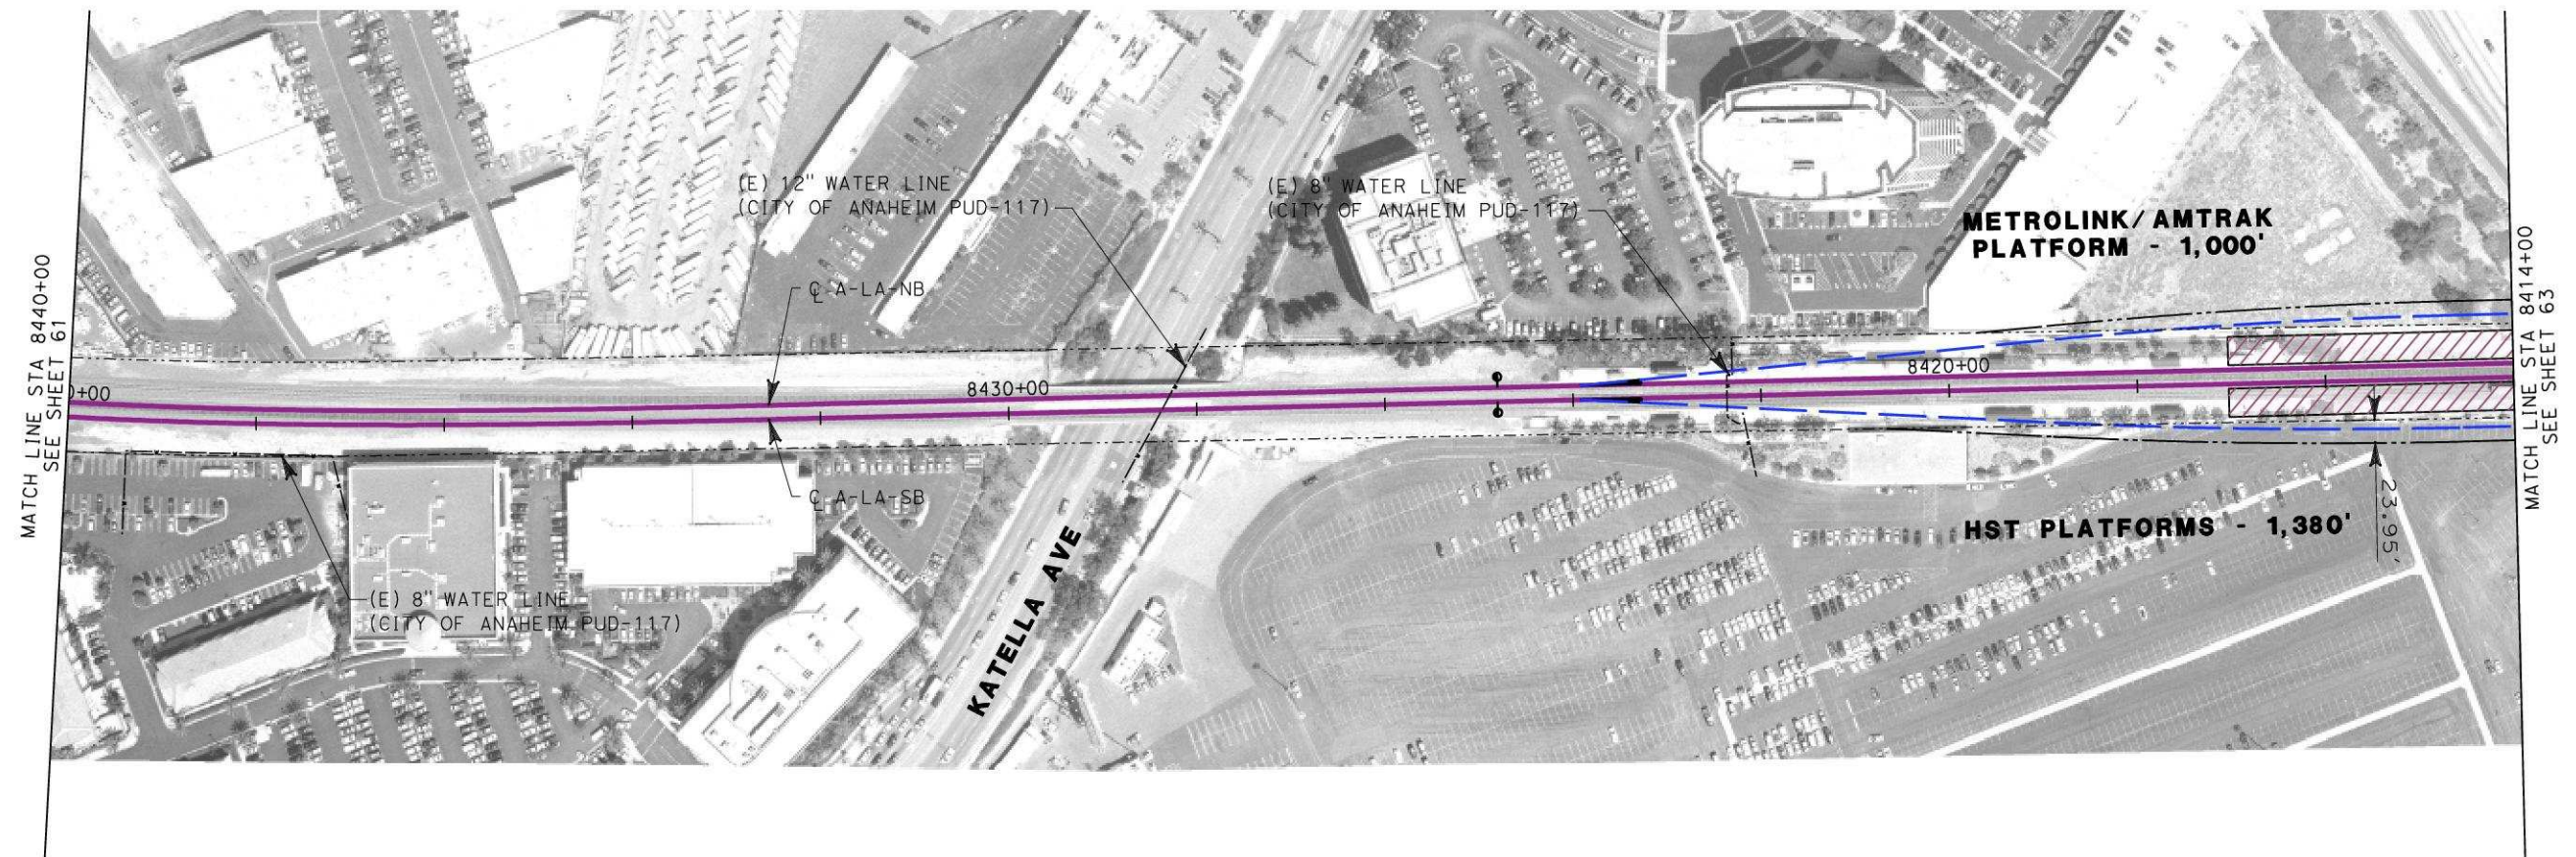 MATCH LINE STA 8440+00
SEE SHEET 61
0+00
(E) 12" WATER LINE
(CITY OF ANAHEIM PUD-117)
(E) 8" WATER LINE
(CITY OF ANAHEIM PUD-117)
METROLINK/AMTRAK
PLATFORM - 1,000'
℄ A-LA-NB
8430+00
8420+00
℄ A-LA-SB
KATELLA AVE
HST PLATFORMS - 1,380'
23.95'
(E) 8" WATER LINE
(CITY OF ANAHEIM PUD-117)
MATCH LINE STA 8414+00
SEE SHEET 63